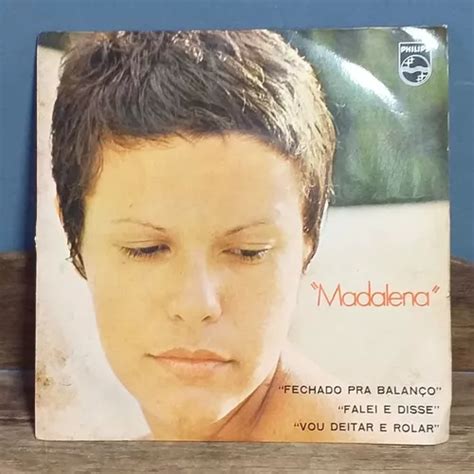 PHILIPS
"Madalena"
"FECHADO PRA BALANÇO"
"FALEI E DISSE"
"VOU DEITAR E ROLAR"